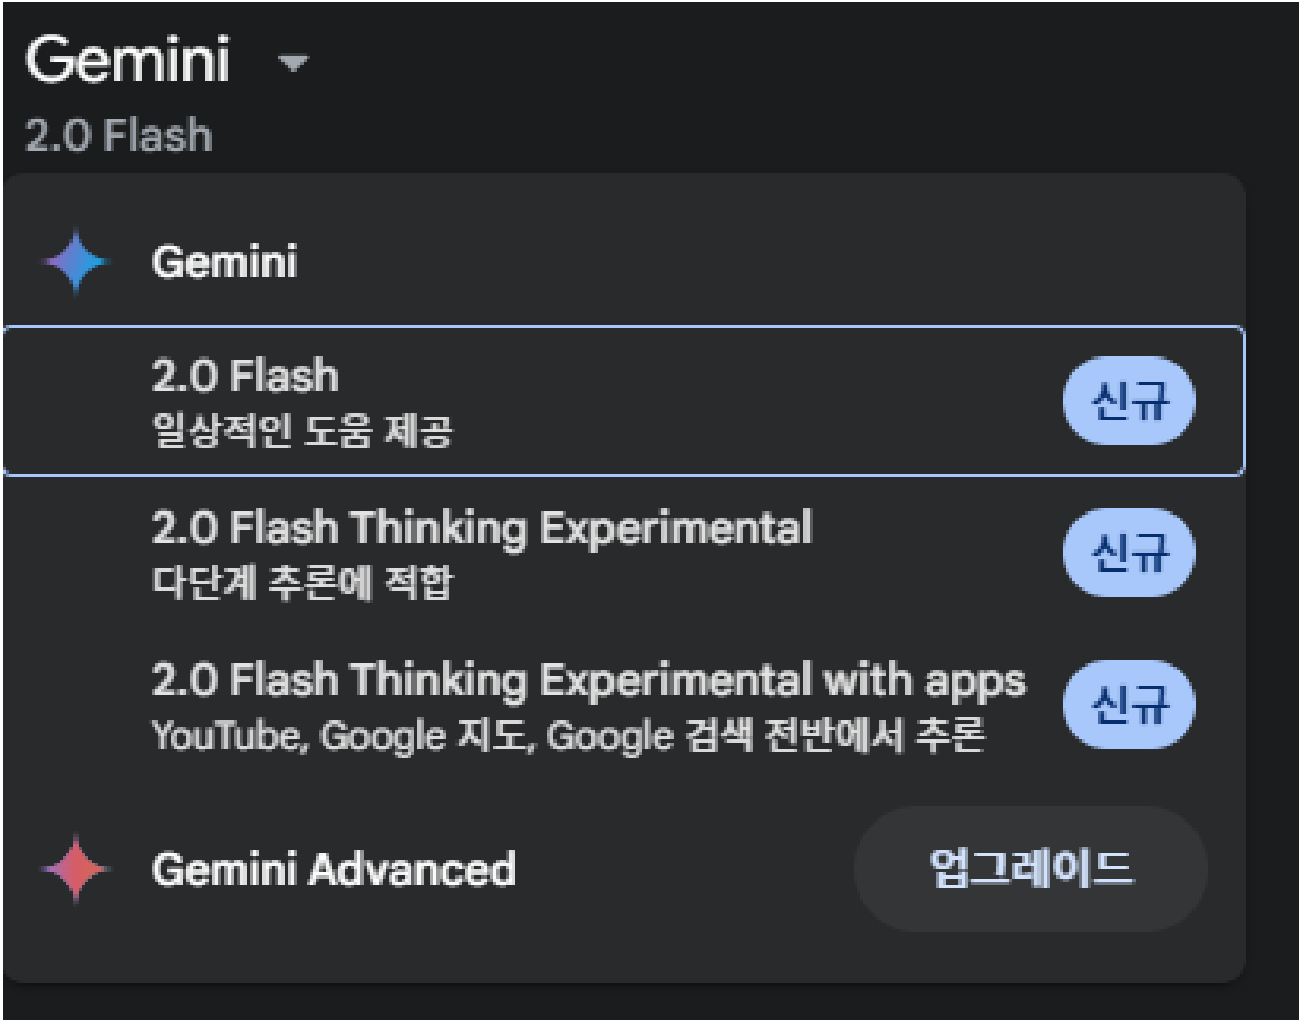 Gemini
2.0 Flash
Gemini
2.0 Flash
일상적인 도움 제공
신규
2.0 Flash Thinking Experimental
다단계 추론에 적합
신규
2.0 Flash Thinking Experimental with apps
YouTube, Google 지도, Google 검색 전반에서 추론
신규
Gemini Advanced
업그레이드